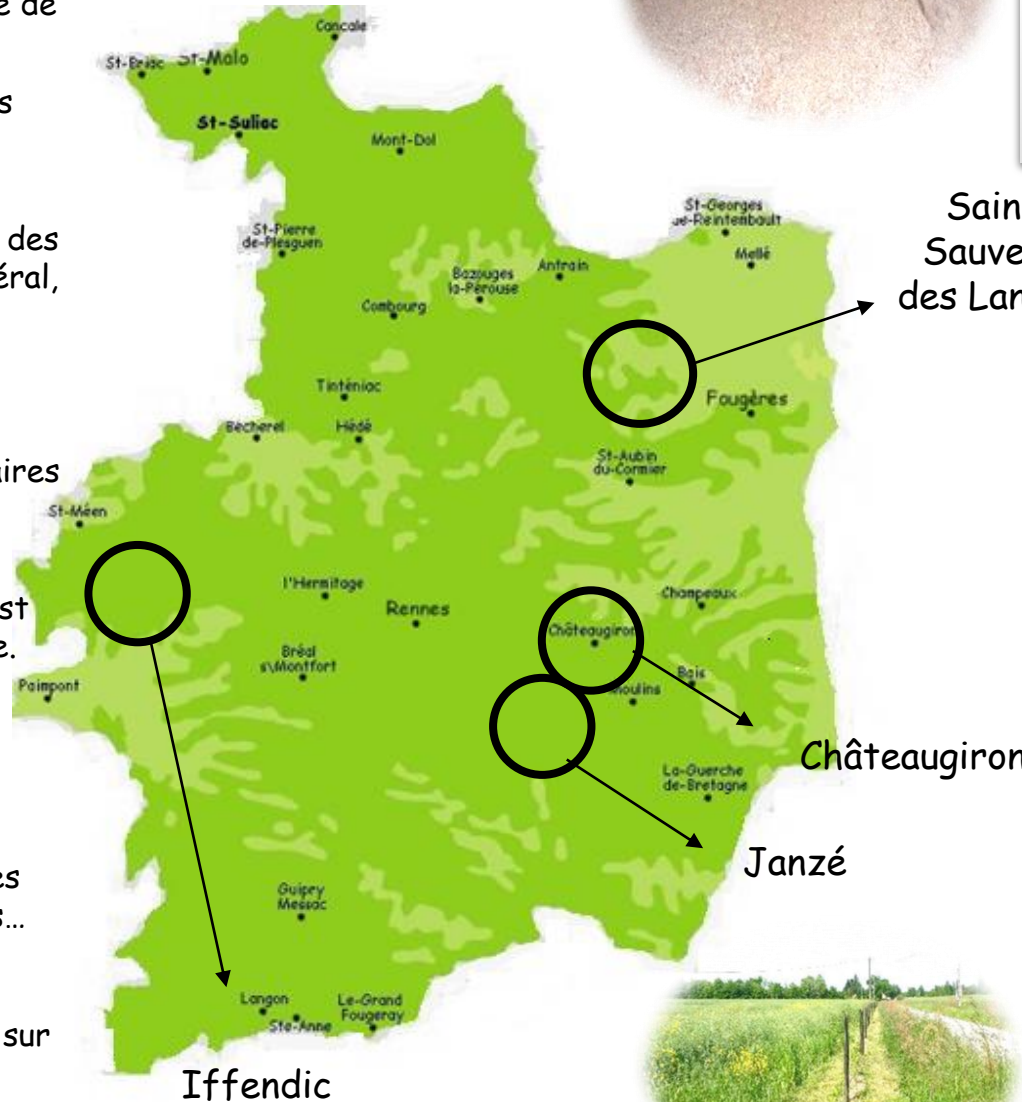 e de
s
des
éral,
aires
st
e.
es
s…
sur
Cancale
St-Briac
St-Malo
St-Suliac
Mont-Dol
St-Pierre
de-Plesguen
St-Georges
de-Reintembault
Mellé
Bazouges
la-Pérouse
Antrain
Combourg
Sain
Sauve
des Lan
Tinténiac
Fougères
Bécherel
Hédé
St-Aubin
du-Cormier
St-Méen
l'Hermitage
Rennes
Champeaux
Châteaugiron
Bréal
s\Montfort
Bais
Moulins
Paimpont
Châteaugiron
La-Guerche
de-Bretagne
Janzé
Guipry
Messac
Langon
Ste-Anne
Le-Grand
Fougeray
Iffendic